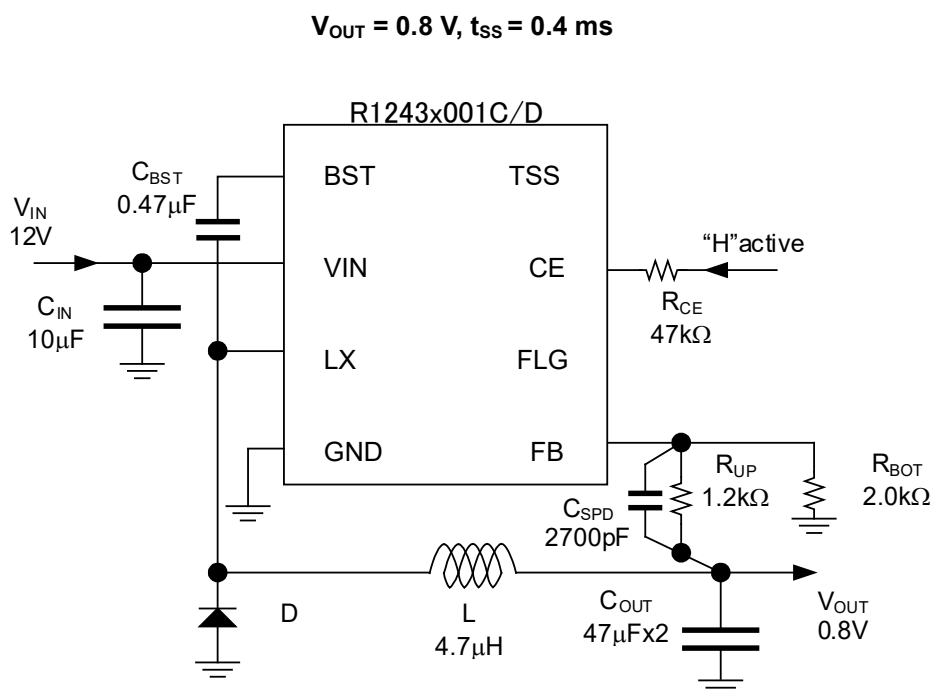 VOUT = 0.8 V, tSS = 0.4 ms
R1243x001C/D
CBST
0.47μF
BST
TSS
VIN
12V
VIN
CE
"H"active
RCE
47kΩ
CIN
10μF
LX
FLG
GND
FB
RUP
1.2kΩ
RBOT
2.0kΩ
CSPD
2700pF
D
L
4.7μH
COUT
47μFx2
VOUT
0.8V